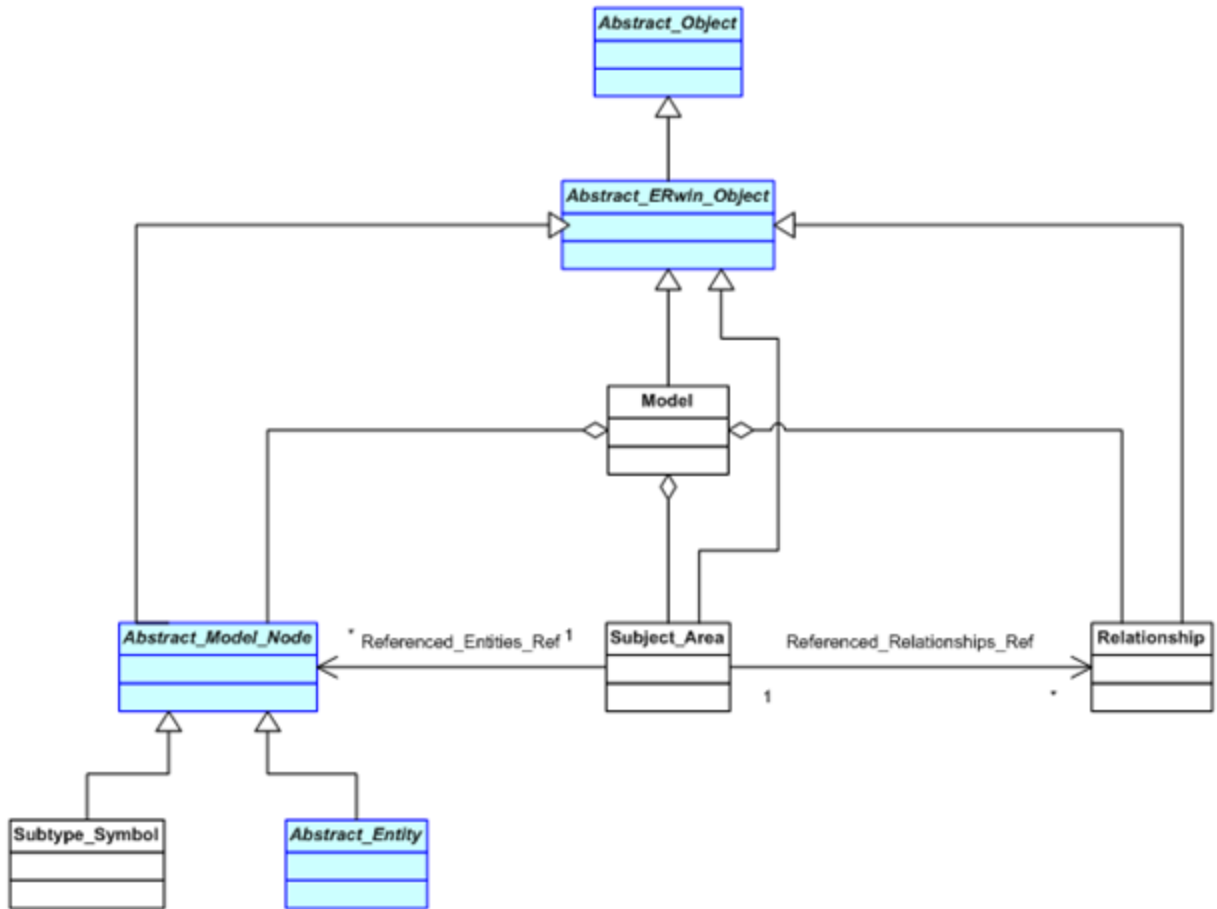 Abstract_Object
Abstract_ERwin_Object
Model
Abstract_Model_Node
* Referenced_Entities_Ref 1
Subject_Area
Referenced_Relationships_Ref
Relationship
1
*
Subtype_Symbol
Abstract_Entity